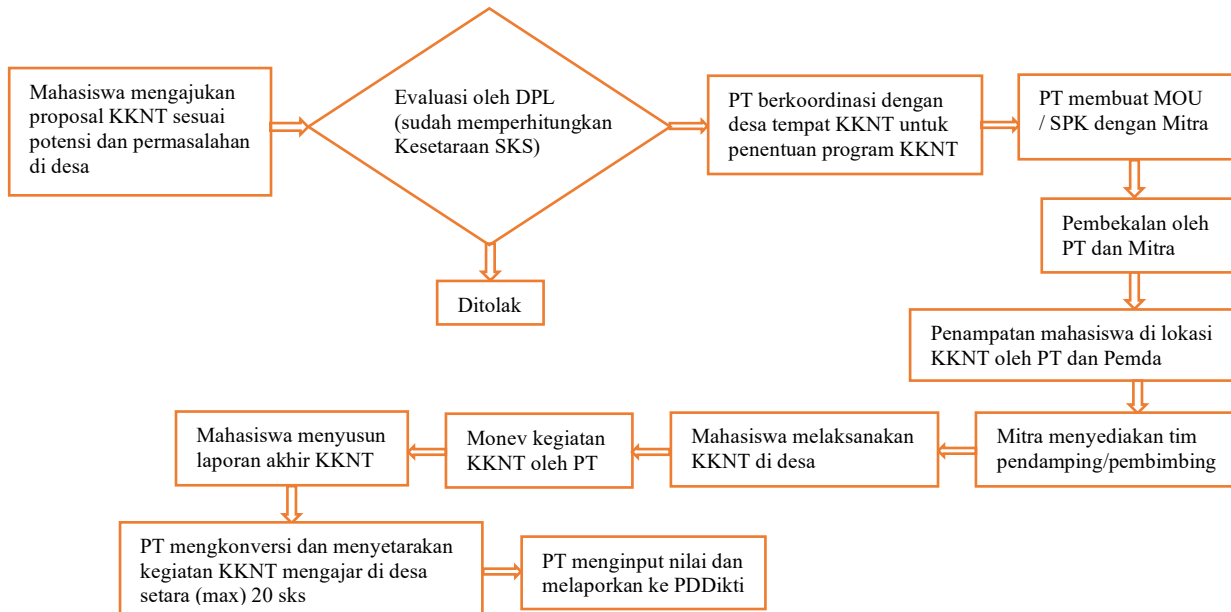 Mahasiswa mengajukan
proposal KKNT sesuai
potensi dan permasalahan
di desa
Evaluasi oleh DPL
(sudah memperhitungkan
Kesetaraan SKS)
PT berkoordinasi dengan
desa tempat KKNT untuk
penentuan program KKNT
PT membuat MOU
/ SPK dengan Mitra
Ditolak
Pembekalan oleh
PT dan Mitra
Penampatan mahasiswa di lokasi
KKNT oleh PT dan Pemda
Mitra menyediakan tim
pendamping/pembimbing
Mahasiswa melaksanakan
KKNT di desa
Monev kegiatan
KKNT oleh PT
Mahasiswa menyusun
laporan akhir KKNT
PT mengkonversi dan menyetarakan
kegiatan KKNT mengajar di desa
setara (max) 20 sks
PT menginput nilai dan
melaporkan ke PDDikti